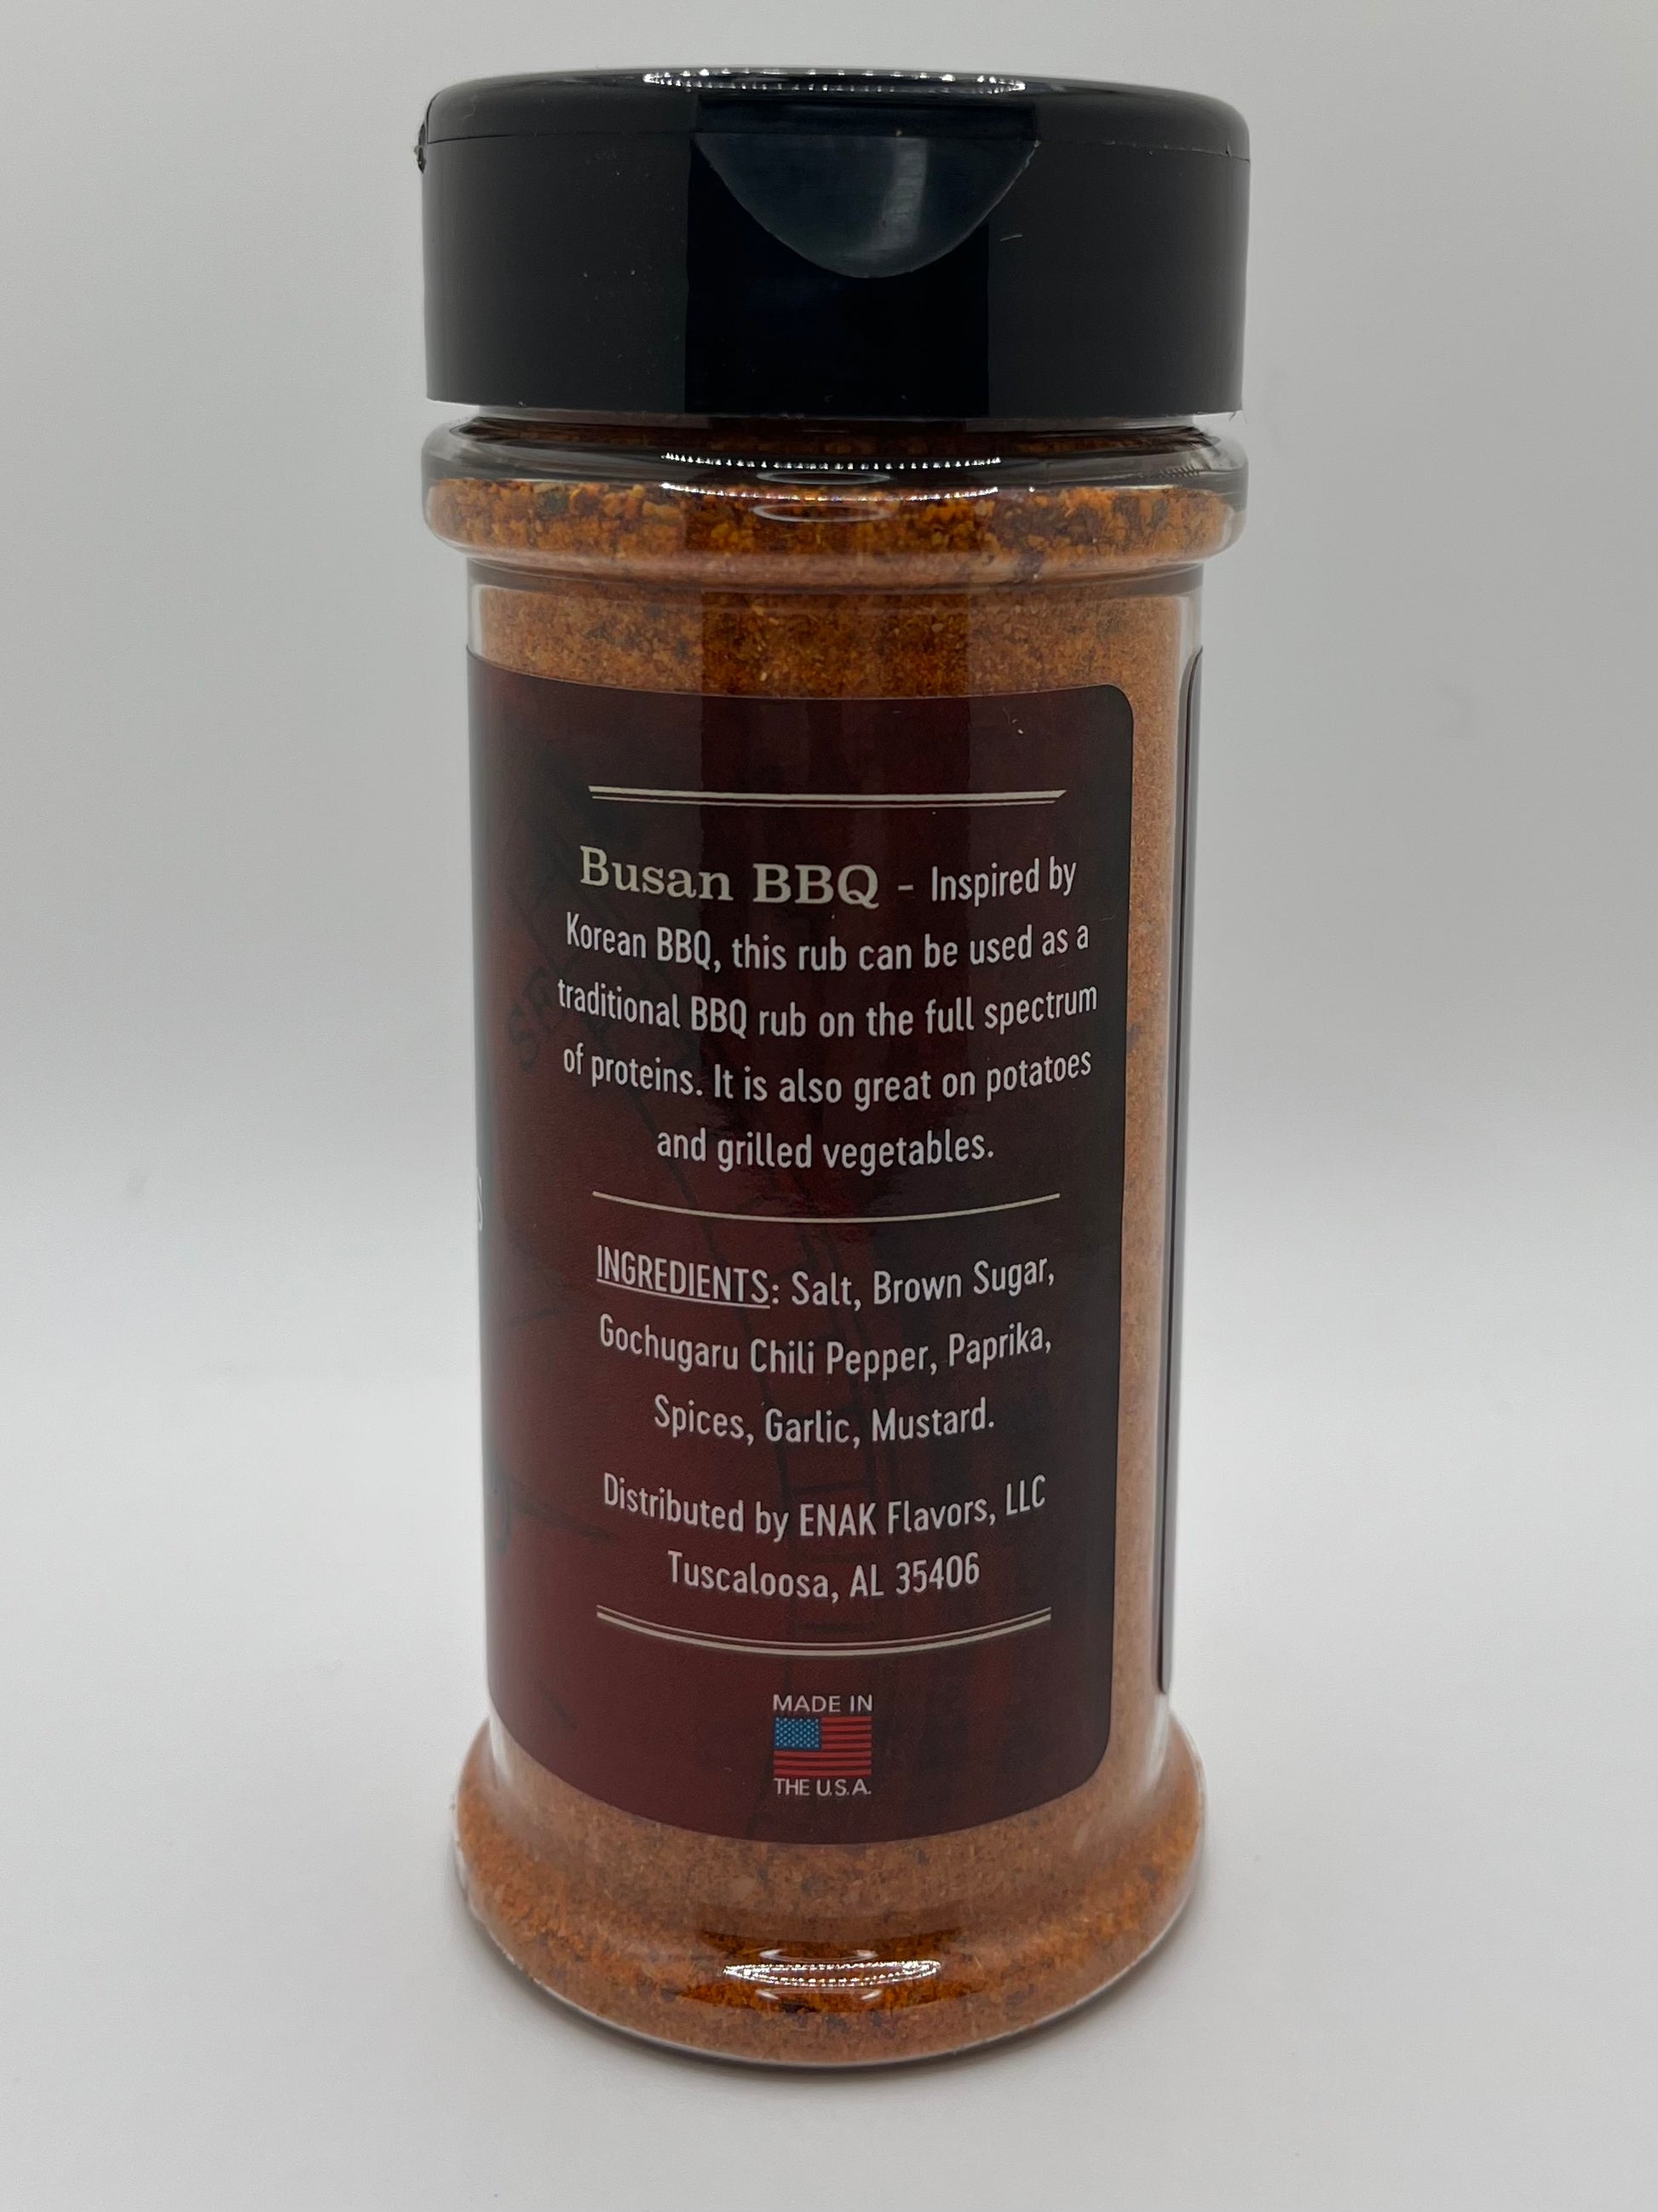 Busan BBQ - Inspired by
Korean BBQ, this rub can be used as a
traditional BBQ rub on the full spectrum
of proteins. It is also great on potatoes
and grilled vegetables.
INGREDIENTS: Salt, Brown Sugar,
Gochugaru Chili Pepper, Paprika,
Spices, Garlic, Mustard.
Distributed by ENAK Flavors, LLC
Tuscaloosa, AL 35406
MADE IN
THE U.S.A.